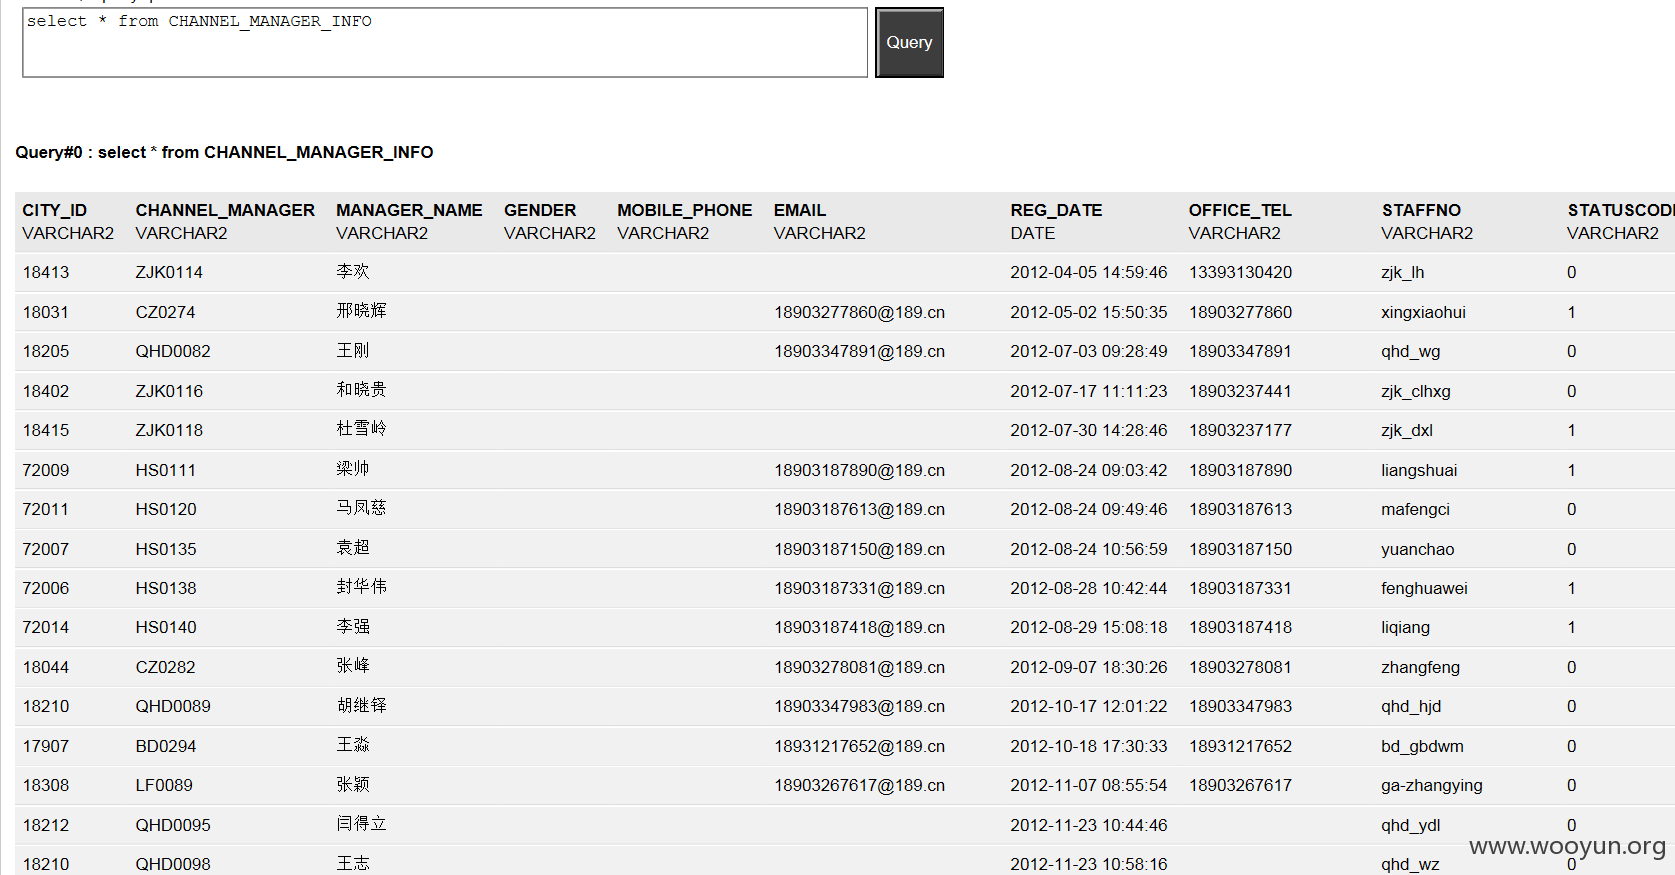 select * from CHANNEL_MANAGER_INFO
Query
Query#0 : select * from CHANNEL_MANAGER_INFO
CITY_ID CHANNEL_MANAGER MANAGER_NAME GENDER MOBILE_PHONE EMAIL REG_DATE OFFICE_TEL STAFFNO STATUSCOD
VARCHAR2 VARCHAR2 VARCHAR2 VARCHAR2 VARCHAR2 VARCHAR2 DATE VARCHAR2 VARCHAR2 VARCHAR2
18413 ZJK0114 李欢 2012-04-05 14:59:46 13393130420 zjk_lh 0
18031 CZ0274 邢晓辉 18903277860@189.cn 2012-05-02 15:50:35 18903277860 xingxiaohui 1
18205 QHD0082 王刚 18903347891@189.cn 2012-07-03 09:28:49 18903347891 qhd_wg 0
18402 ZJK0116 和晓贵 2012-07-17 11:11:23 18903237441 zjk_clhxg 0
18415 ZJK0118 杜雪岭 2012-07-30 14:28:46 18903237177 zjk_dxl 1
72009 HS0111 梁帅 18903187890@189.cn 2012-08-24 09:03:42 18903187890 liangshuai 1
72011 HS0120 马凤慈 18903187613@189.cn 2012-08-24 09:49:46 18903187613 mafengci 0
72007 HS0135 袁超 18903187150@189.cn 2012-08-24 10:56:59 18903187150 yuanchao 0
72006 HS0138 封华伟 18903187331@189.cn 2012-08-28 10:42:44 18903187331 fenghuawei 1
72014 HS0140 李强 18903187418@189.cn 2012-08-29 15:08:18 18903187418 liqiang 1
18044 CZ0282 张峰 18903278081@189.cn 2012-09-07 18:30:26 18903278081 zhangfeng 0
18210 QHD0089 胡继铎 18903347983@189.cn 2012-10-17 12:01:22 18903347983 qhd_hjd 0
17907 BD0294 王淼 18931217652@189.cn 2012-10-18 17:30:33 18931217652 bd_gbdwm 0
18308 LF0089 张颖 18903267617@189.cn 2012-11-07 08:55:54 18903267617 ga-zhangying 0
18212 QHD0095 闫得立 2012-11-23 10:44:46 qhd_ydl 0
18210 QHD0098 王志 2012-11-23 10:58:16 qhd_wz 0
www.wooyun.org